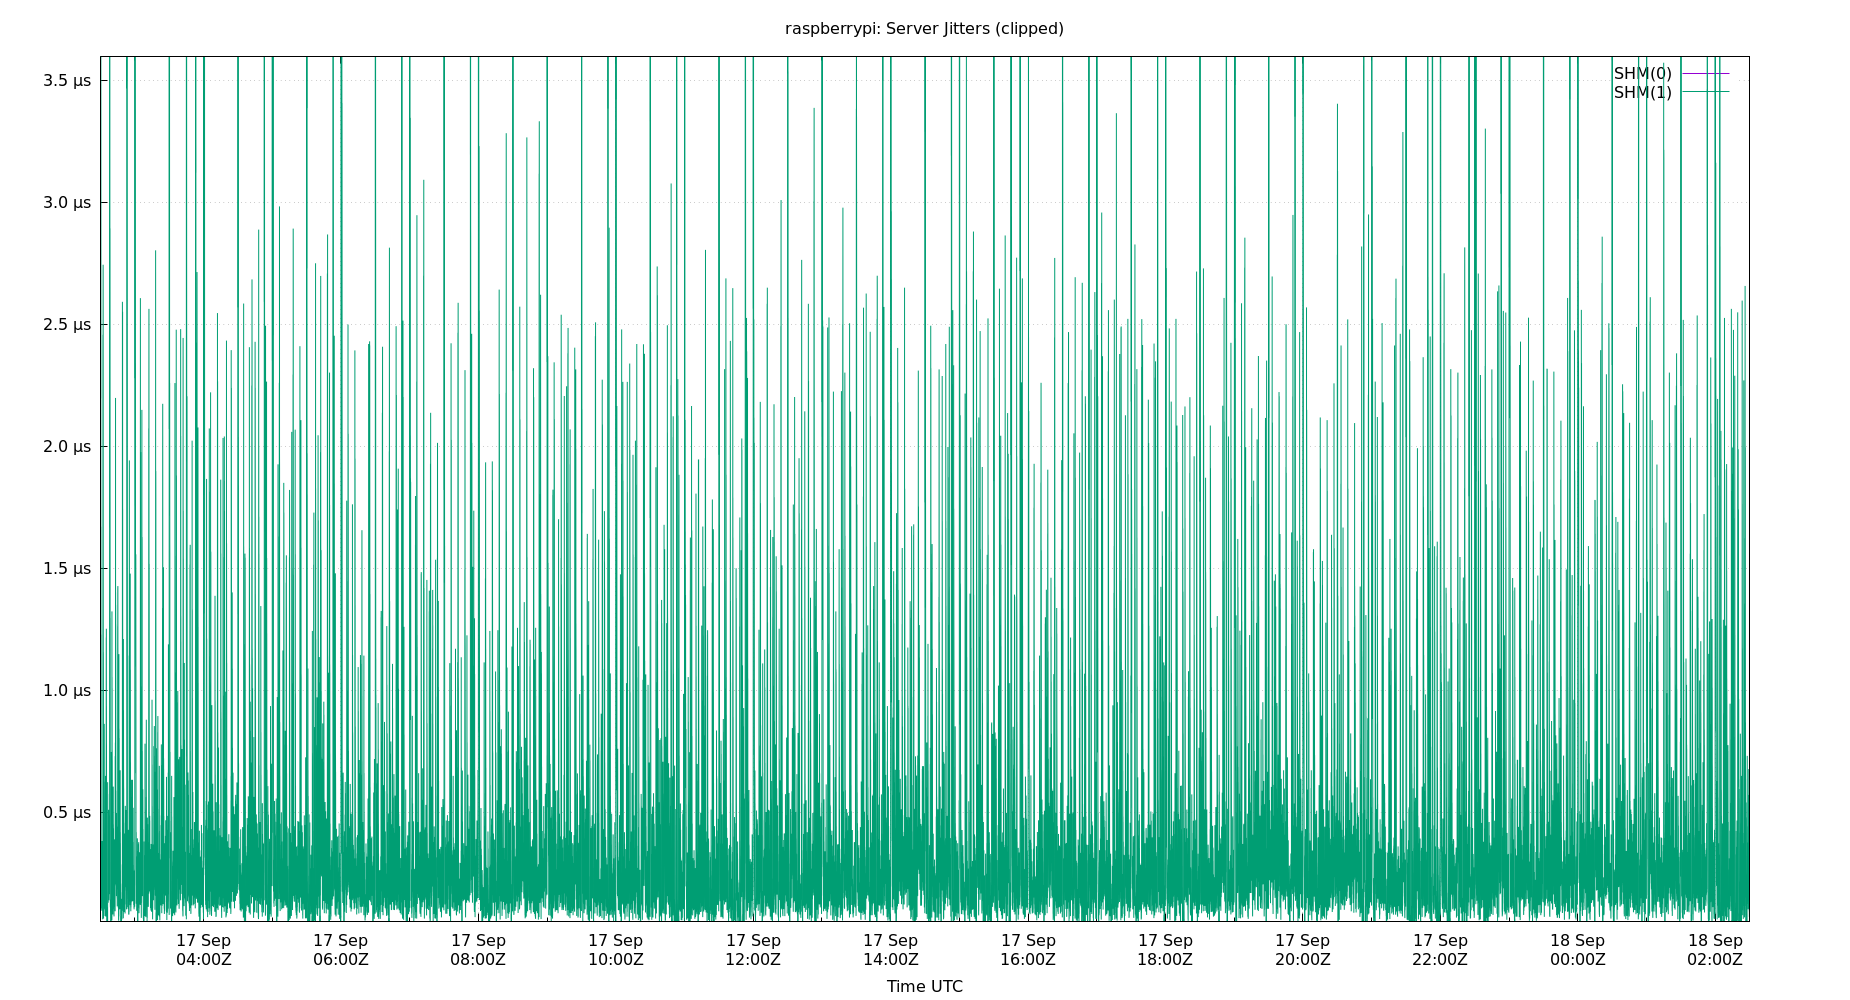 raspberrypi: Server Jitters (clipped)
3.5 µs
3.0 µs
2.5 µs
2.0 µs
1.5 µs
1.0 µs
0.5 µs
SHM(0)
SHM(1)
17 Sep 17 Sep 17 Sep 17 Sep 17 Sep 17 Sep 17 Sep 17 Sep 17 Sep 17 Sep 18 Sep 18 Sep
04:00Z 06:00Z 08:00Z 10:00Z 12:00Z 14:00Z 16:00Z 18:00Z 20:00Z 22:00Z 00:00Z 02:00Z
Time UTC